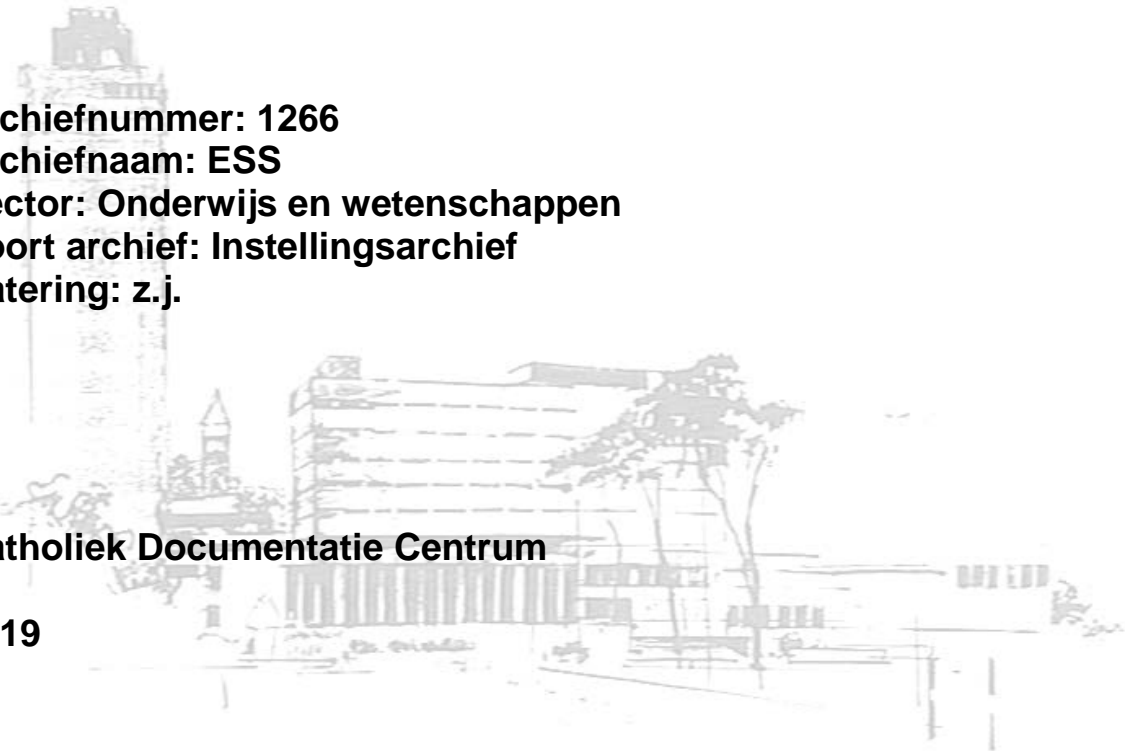 chiefnummer: 1266
chiefnaam: ESS
ector: Onderwijs en wetenschappen
oort archief: Instellingsarchief
atering: z.j.
atholiek Documentatie Centrum
19